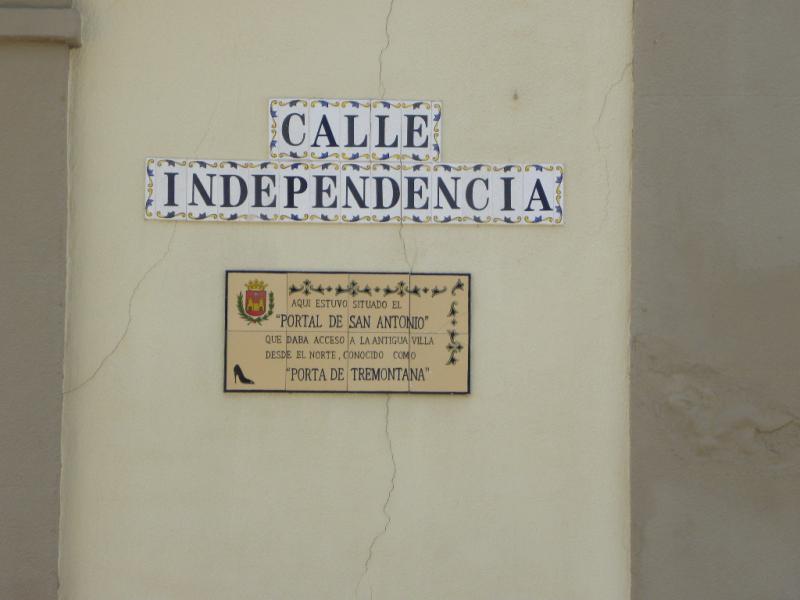 CALLE
INDEPENDENCIA
AQUI ESTUVO SITUADO EL
"PORTAL DE SAN ANTONIO"
QUE DABA ACCESO A LA ANTIGUA VILLA
DESDE EL NORTE, CONOCIDO COMO
"PORTA DE TREMONTANA"